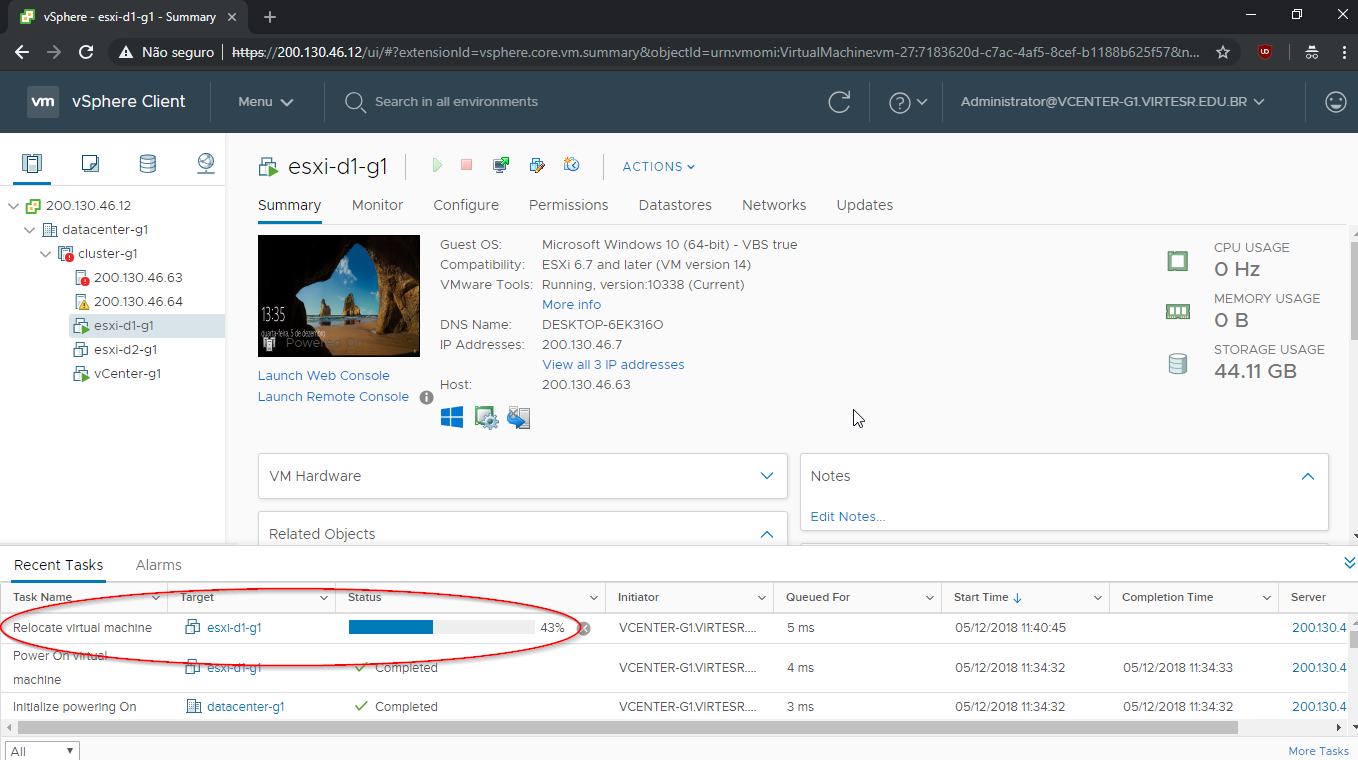 vSphere - esxi-d1-g1 - Summary
Não seguro | https://200.130.46.12/ui/#?extensionId=vsphere.core.vm.summary&objectId=urn:vmomi:VirtualMachine:vm-27:7183620d-c7ac-4af5-8cef-b1188b625f57&n...
vm vSphere Client Menu Search in all environments Administrator@VCENTER-G1.VIRTESR.EDU.BR
200.130.46.12
datacenter-g1
cluster-g1
200.130.46.63
200.130.46.64
esxi-d1-g1
esxi-d2-g1
vCenter-g1
esxi-d1-g1 ACTIONS
Summary Monitor Configure Permissions Datastores Networks Updates
13:35
quarta-feira, 5 de dezembro
Powered On
Launch Web Console
Launch Remote Console
Guest OS: Microsoft Windows 10 (64-bit) - VBS true
Compatibility: ESXi 6.7 and later (VM version 14)
VMware Tools: Running, version:10338 (Current)
More info
DNS Name: DESKTOP-6EK316O
IP Addresses: 200.130.46.7
View all 3 IP addresses
Host: 200.130.46.63
CPU USAGE
0 Hz
MEMORY USAGE
0 B
STORAGE USAGE
44.11 GB
VM Hardware
Related Objects
Notes
Edit Notes...
Recent Tasks Alarms
Task Name Target Status Initiator Queued For Start Time Completion Time Server
Relocate virtual machine esxi-d1-g1 43% VCENTER-G1.VIRTESR.... 5 ms 05/12/2018 11:40:45 200.130.4
Power On virtual
machine esxi-d1-g1 Completed VCENTER-G1.VIRTESR.... 4 ms 05/12/2018 11:34:32 05/12/2018 11:34:33 200.130.4
Initialize powering On datacenter-g1 Completed VCENTER-G1.VIRTESR.... 3 ms 05/12/2018 11:34:32 05/12/2018 11:34:32 200.130.4
All More Tasks